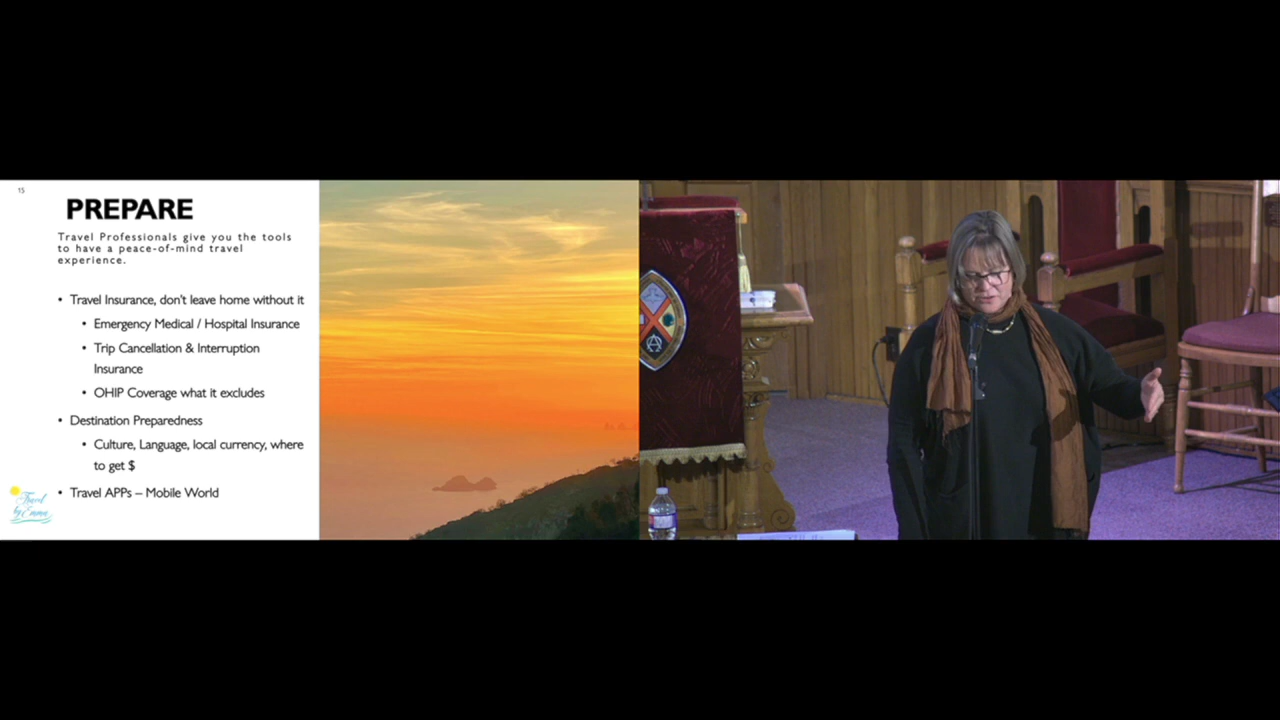 15
PREPARE
Travel Professionals give you the tools
to have a peace-of-mind travel
experience.
• Travel Insurance, don't leave home without it
• Emergency Medical / Hospital Insurance
• Trip Cancellation & Interruption
Insurance
• OHIP Coverage what it excludes
• Destination Preparedness
• Culture, Language, local currency, where
to get $
• Travel APPs – Mobile World
Travel
by Emma